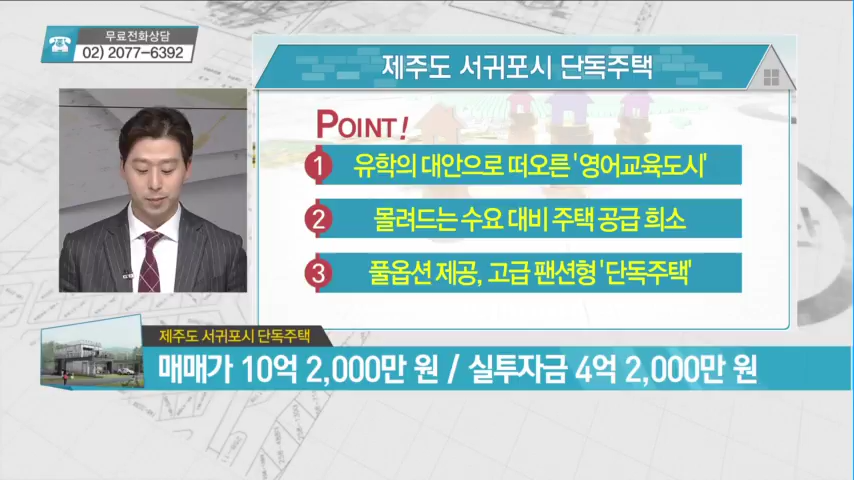 무료전화상담
02) 2077-6392
제주도 서귀포시 단독주택
POINT!
1 유학의 대안으로 떠오른 '영어교육도시'
2 몰려드는 수요 대비 주택 공급 희소
3 풀옵션 제공, 고급 팬션형 '단독주택'
제주도 서귀포시 단독주택
매매가 10억 2,000만 원 / 실투자금 4억 2,000만 원